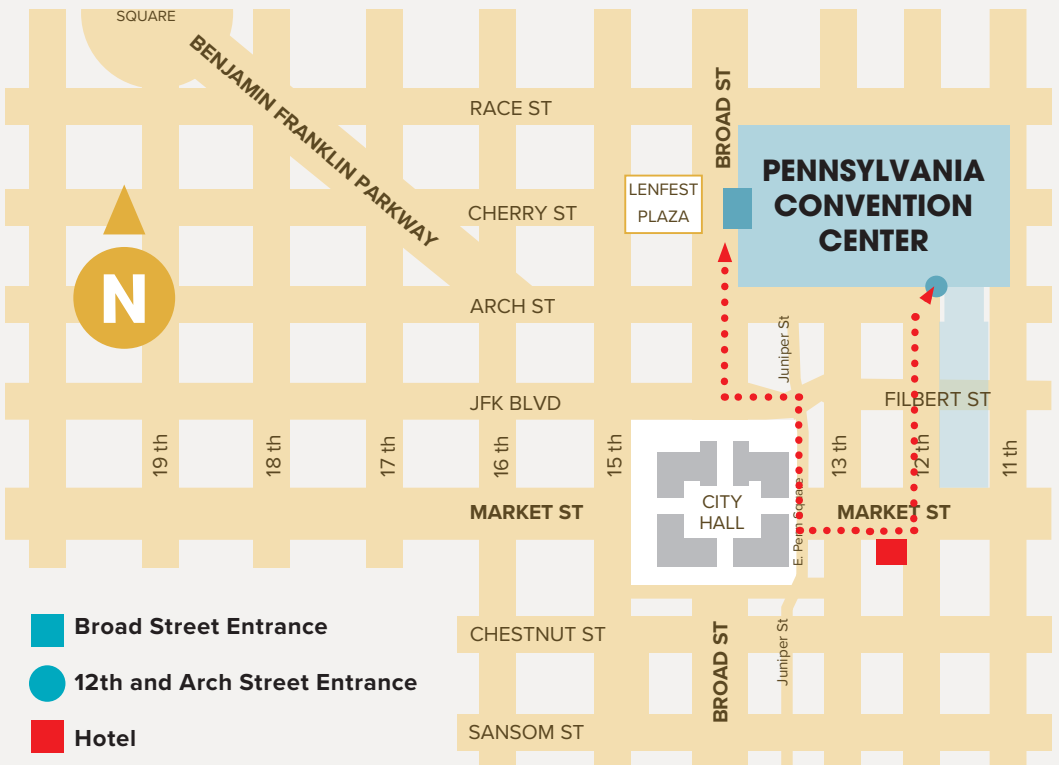 SQUARE
BENJAMIN FRANKLIN PARKWAY
RACE ST
BROAD ST
PENNSYLVANIA
CONVENTION
CENTER
LENFEST
PLAZA
CHERRY ST
N
ARCH ST
Juniper St
JFK BLVD
FILBERT ST
19 th
18 th
17 th
16 th
15 th
13 th
12 th
11 th
CITY
HALL
E. Penn Square
MARKET ST
MARKET ST
Broad Street Entrance
CHESTNUT ST
BROAD ST
Juniper St
12th and Arch Street Entrance
Hotel
SANSOM ST